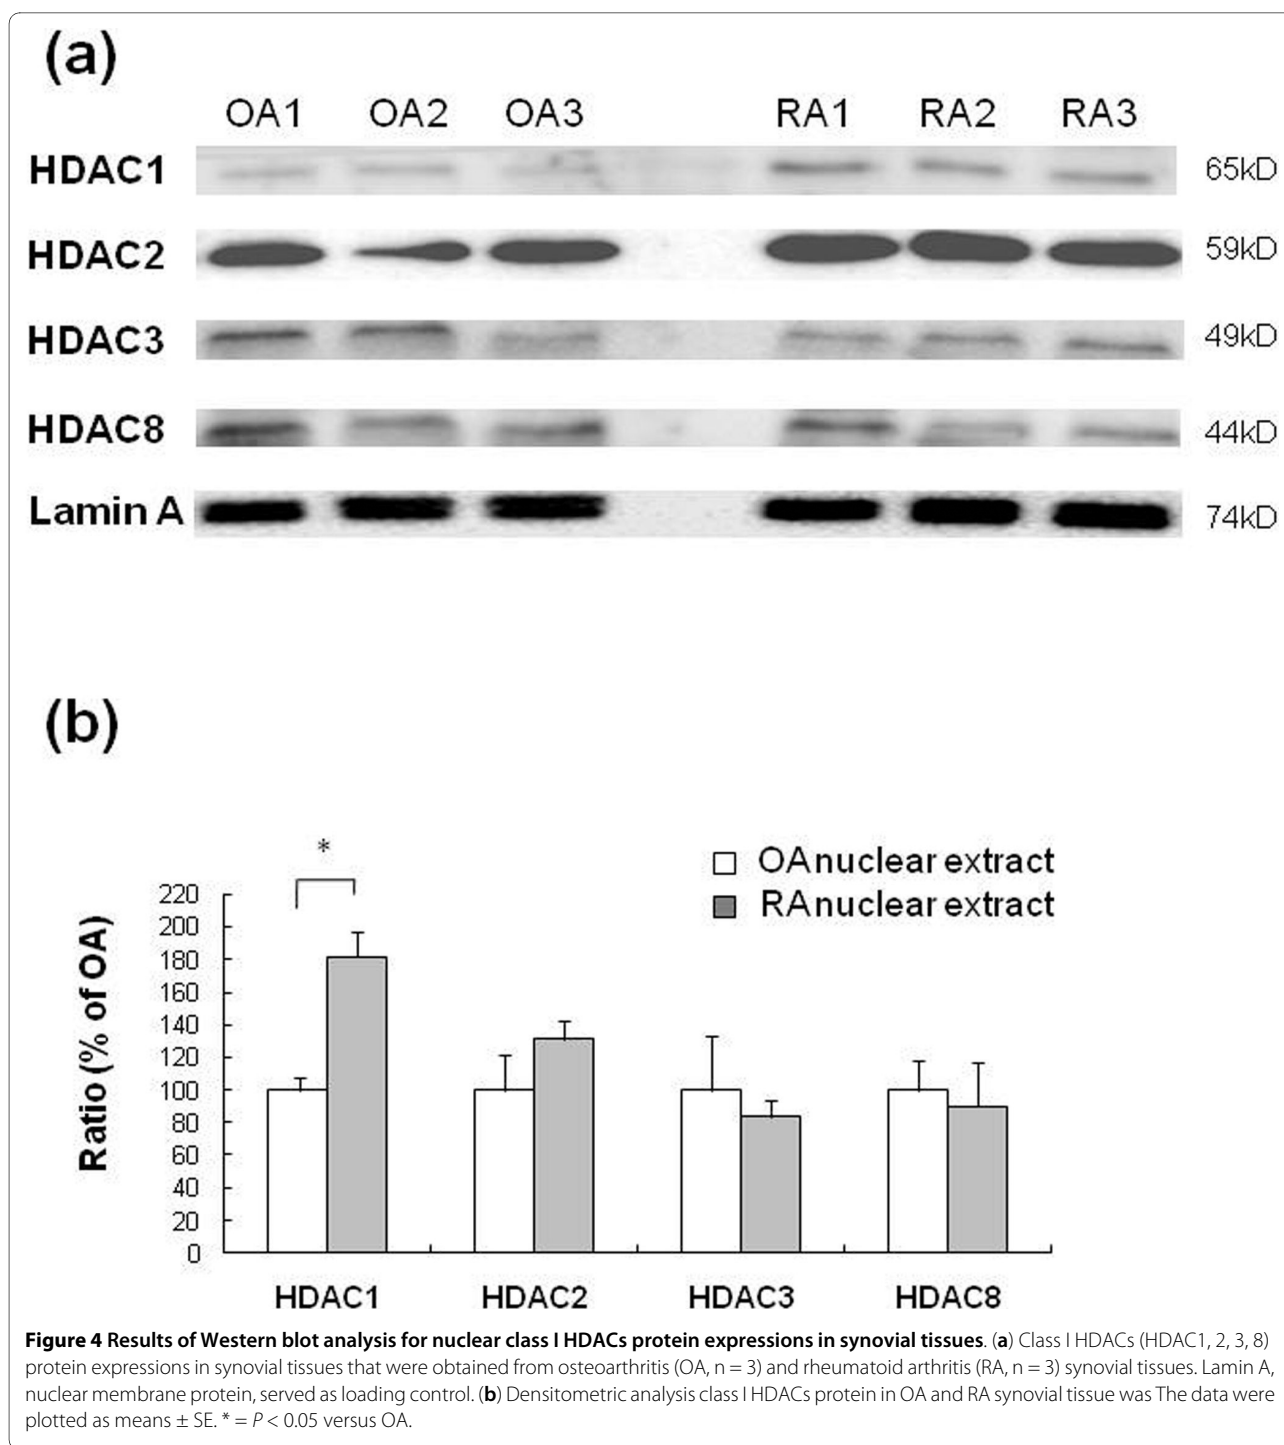 (a)
OA1 OA2 OA3 RA1 RA2 RA3
HDAC1 65kD
HDAC2 59kD
HDAC3 49kD
HDAC8 44kD
Lamin A 74kD
(b)
*
OA nuclear extract
RA nuclear extract
Ratio (% of OA)
220
200
180
160
140
120
100
80
60
40
20
0
HDAC1 HDAC2 HDAC3 HDAC8
Figure 4 Results of Western blot analysis for nuclear class I HDACs protein expressions in synovial tissues. (a) Class I HDACs (HDAC1, 2, 3, 8)
protein expressions in synovial tissues that were obtained from osteoarthritis (OA, n = 3) and rheumatoid arthritis (RA, n = 3) synovial tissues. Lamin A,
nuclear membrane protein, served as loading control. (b) Densitometric analysis class I HDACs protein in OA and RA synovial tissue was The data were
plotted as means ± SE. * = P < 0.05 versus OA.